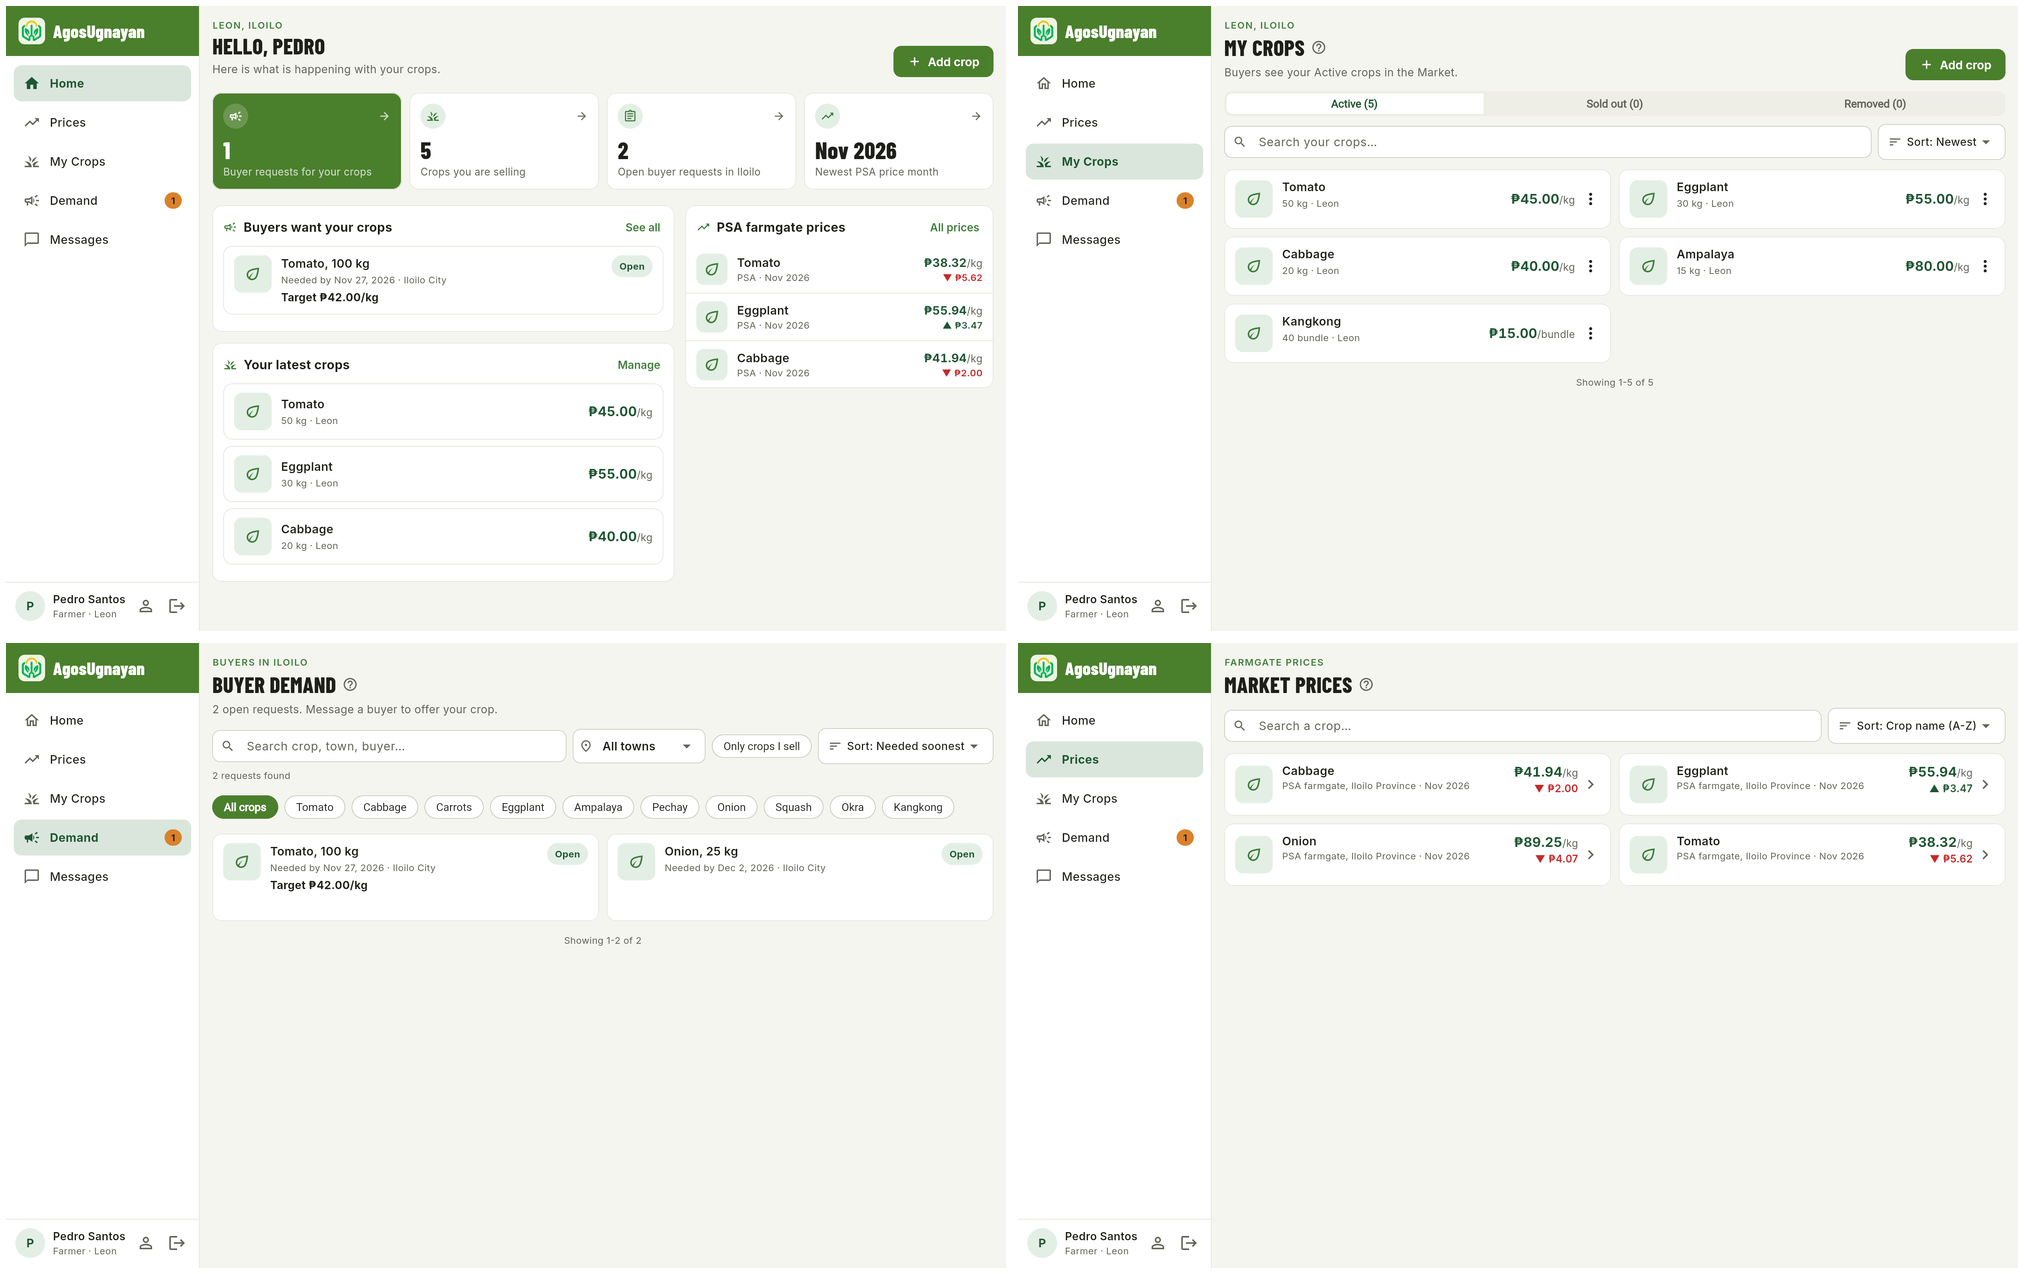 AgosUgnayan
Home
Prices
My Crops
Demand 1
Messages
Pedro Santos
Farmer · Leon
P
LEON, ILOILO
HELLO, PEDRO
Here is what is happening with your crops.
+ Add crop
1
Buyer requests for your crops
5
Crops you are selling
2
Open buyer requests in Iloilo
Nov 2026
Newest PSA price month
Buyers want your crops See all
Tomato, 100 kg Open
Needed by Nov 27, 2026 · Iloilo City
Target ₱42.00/kg
Your latest crops Manage
Tomato ₱45.00/kg
50 kg · Leon
Eggplant ₱55.00/kg
30 kg · Leon
Cabbage ₱40.00/kg
20 kg · Leon
PSA farmgate prices All prices
Tomato ₱38.32/kg
PSA · Nov 2026 ▼ ₱5.62
Eggplant ₱55.94/kg
PSA · Nov 2026 ▲ ₱3.47
Cabbage ₱41.94/kg
PSA · Nov 2026 ▼ ₱2.00
AgosUgnayan
Home
Prices
My Crops
Demand 1
Messages
Pedro Santos
Farmer · Leon
P
LEON, ILOILO
MY CROPS ?
Buyers see your Active crops in the Market.
+ Add crop
Active (5) Sold out (0) Removed (0)
Search your crops... Sort: Newest
Tomato ₱45.00/kg
50 kg · Leon
Eggplant ₱55.00/kg
30 kg · Leon
Cabbage ₱40.00/kg
20 kg · Leon
Ampalaya ₱80.00/kg
15 kg · Leon
Kangkong ₱15.00/bundle
40 bundle · Leon
Showing 1-5 of 5
AgosUgnayan
Home
Prices
My Crops
Demand 1
Messages
Pedro Santos
Farmer · Leon
P
BUYERS IN ILOILO
BUYER DEMAND ?
2 open requests. Message a buyer to offer your crop.
Search crop, town, buyer... All towns Only crops I sell Sort: Needed soonest
2 requests found
All crops Tomato Cabbage Carrots Eggplant Ampalaya Pechay Onion Squash Okra Kangkong
Tomato, 100 kg Open
Needed by Nov 27, 2026 · Iloilo City
Target ₱42.00/kg
Onion, 25 kg Open
Needed by Dec 2, 2026 · Iloilo City
Showing 1-2 of 2
AgosUgnayan
Home
Prices
My Crops
Demand 1
Messages
Pedro Santos
Farmer · Leon
P
FARMGATE PRICES
MARKET PRICES ?
Search a crop... Sort: Crop name (A-Z)
Cabbage ₱41.94/kg
PSA farmgate, Iloilo Province · Nov 2026 ▼ ₱2.00
Eggplant ₱55.94/kg
PSA farmgate, Iloilo Province · Nov 2026 ▲ ₱3.47
Onion ₱89.25/kg
PSA farmgate, Iloilo Province · Nov 2026 ▼ ₱4.07
Tomato ₱38.32/kg
PSA farmgate, Iloilo Province · Nov 2026 ▼ ₱5.62